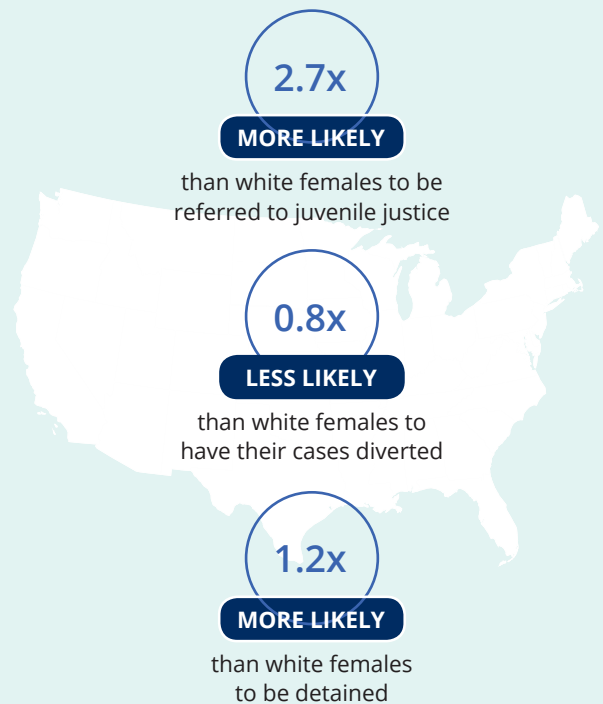 2.7x
MORE LIKELY
than white females to be
referred to juvenile justice
0.8x
LESS LIKELY
than white females to
have their cases diverted
1.2x
MORE LIKELY
than white females
to be detained